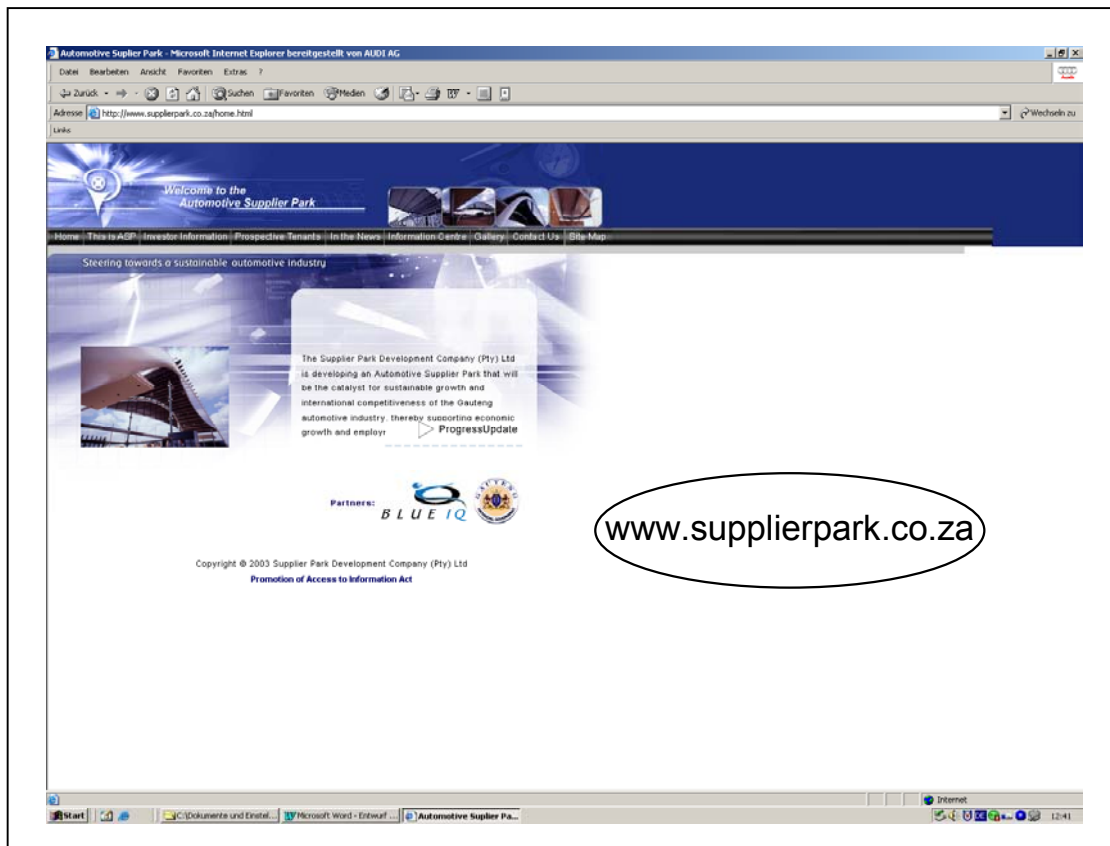 Automotive Suplier Park - Microsoft Internet Explorer bereitgestellt von AUDI AG
Datei Bearbeiten Ansicht Favoriten Extras ?
Zurück Suchen Favoriten Medien
Adresse http://www.supplierpark.co.za/home.html Wechseln zu
Links
Welcome to the
Automotive Supplier Park
Home This is ASP Investor Information Prospective Tenants In the News Information Centre Gallery Contact Us Site Map
Steering towards a sustainable automotive industry
The Supplier Park Development Company (Pty) Ltd
is developing an Automotive Supplier Park that will
be the catalyst for sustainable growth and
international competitiveness of the Gauteng
automotive industry, thereby supporting economic
growth and employr
ProgressUpdate
Partners:
BLUE IQ
GAUTENG
www.supplierpark.co.za
Copyright © 2003 Supplier Park Development Company (Pty) Ltd
Promotion of Access to Information Act
Internet
Start C:\Dokumente und Einstel... Microsoft Word - Entwurf ... Automotive Suplier Pa... 12:41